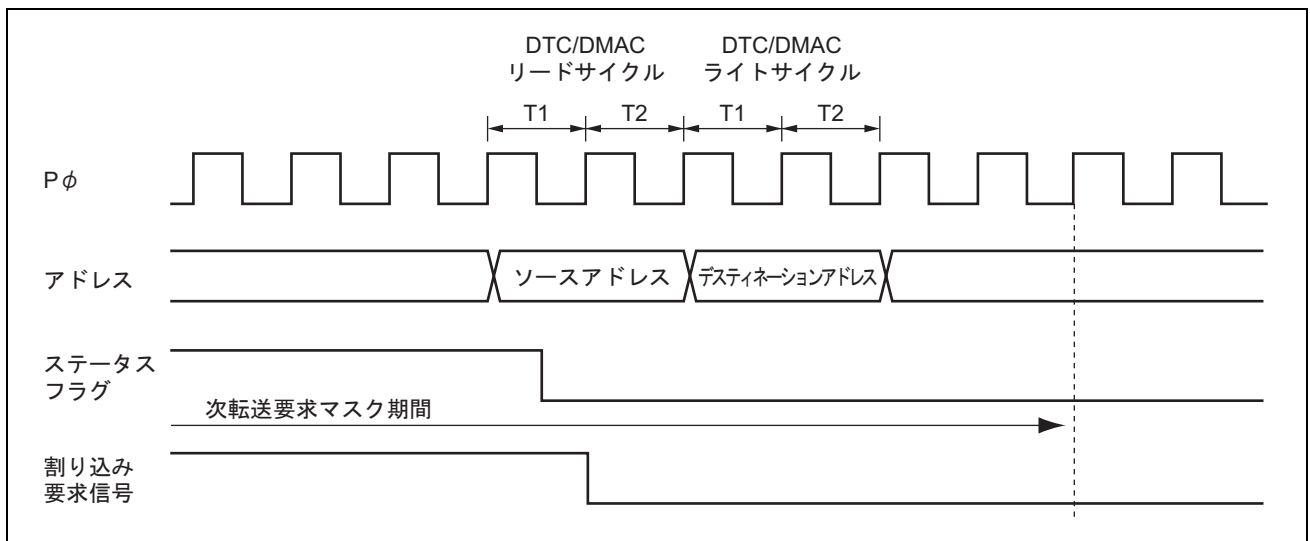 DTC/DMAC
リードサイクル
DTC/DMAC
ライトサイクル
T1
T2
T1
T2
Pφ
アドレス
ソースアドレス
デスティネーションアドレス
ステータス
フラグ
次転送要求マスク期間
割り込み
要求信号